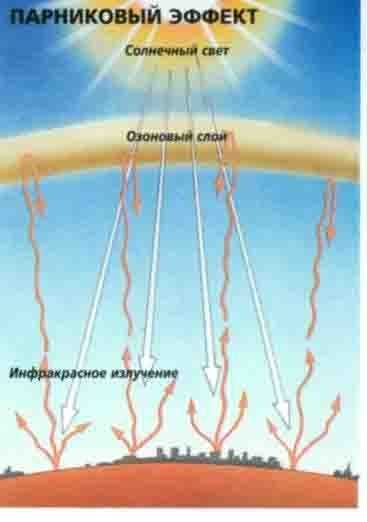 ПАРНИКОВЫЙ ЭФФЕКТ
Солнечный свет
Озоновый слой
Инфракрасное излучение